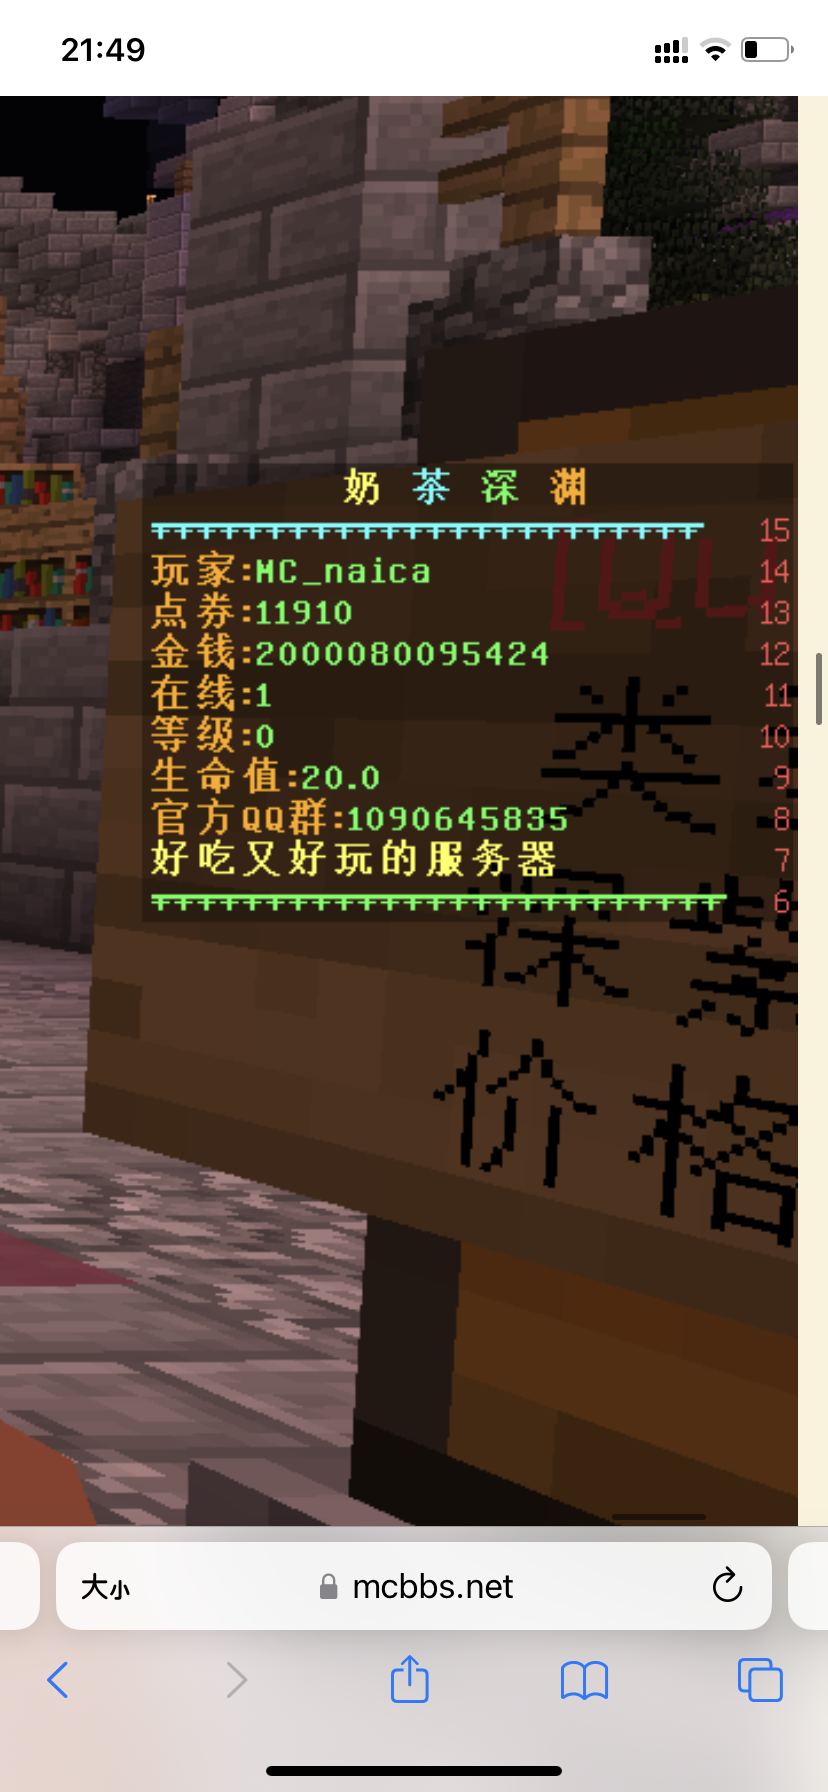 21:49
奶茶深渊
15
玩家:MC_naica 14
点券:11910 13
金钱:2000080095424 12
在线:1 11
等级:0 10
生命值:20.0 9
官方QQ群:1090645835 8
好吃又好玩的服务器 7
6
[QU
类
保
价格
大小 mcbbs.net